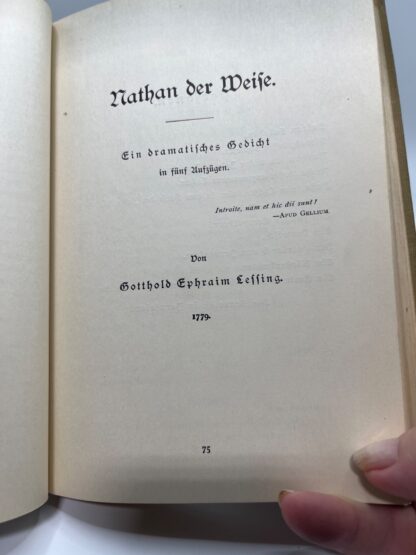 Nathan der Weiſe.
Ein dramatiſches Gedicht
in fünf Aufzügen.
Introite, nam et hic dii sunt!
—Apud Gellium.
Von
Gotthold Ephraim Leſſing.
1779.
75